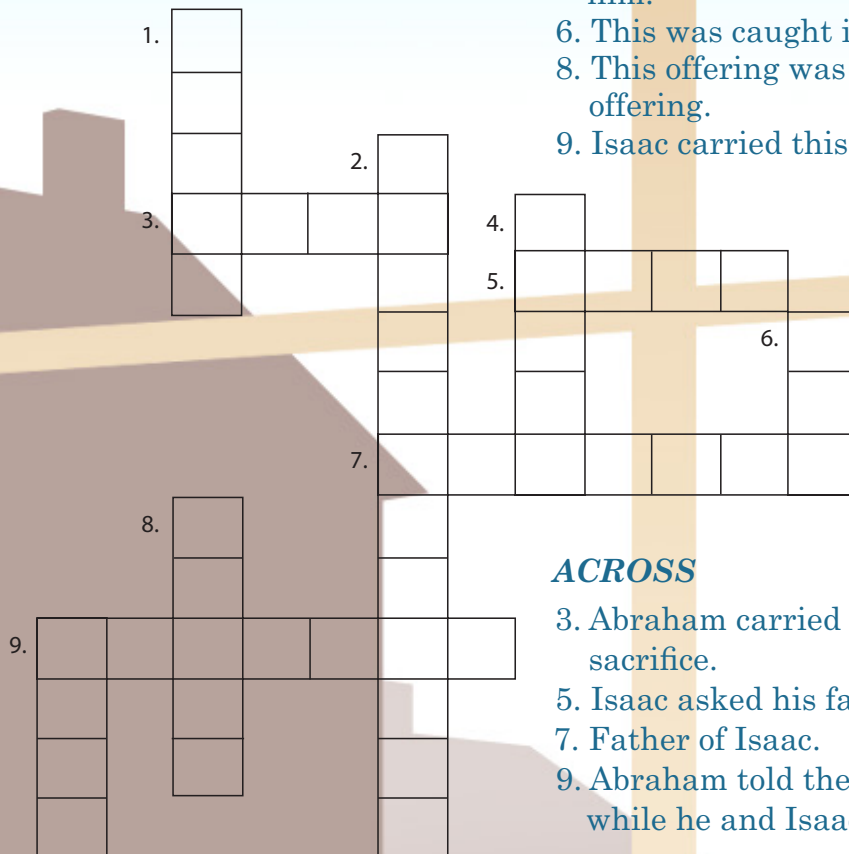 6. This was caught i
8. This offering was
offering.
9. Isaac carried this
1.
2.
3.
4.
5.
6.
7.
8.
9.
ACROSS
3. Abraham carried
sacrifice.
5. Isaac asked his fa
7. Father of Isaac.
9. Abraham told the
while he and Isaa